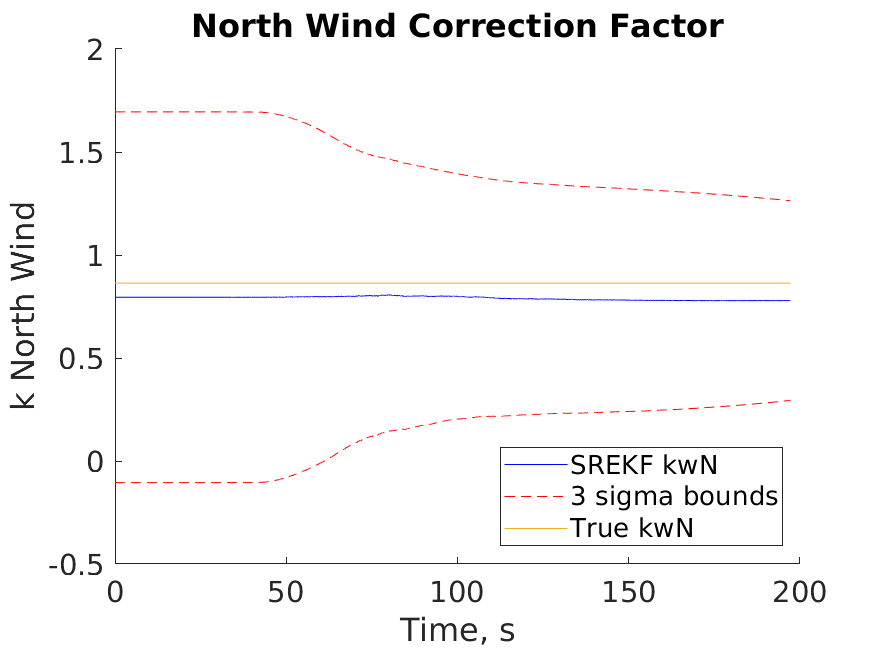 North Wind Correction Factor
2
1.5
1
0.5
0
-0.5
k North Wind
0 50 100 150 200
Time, s
SREKF kwN
3 sigma bounds
True kwN